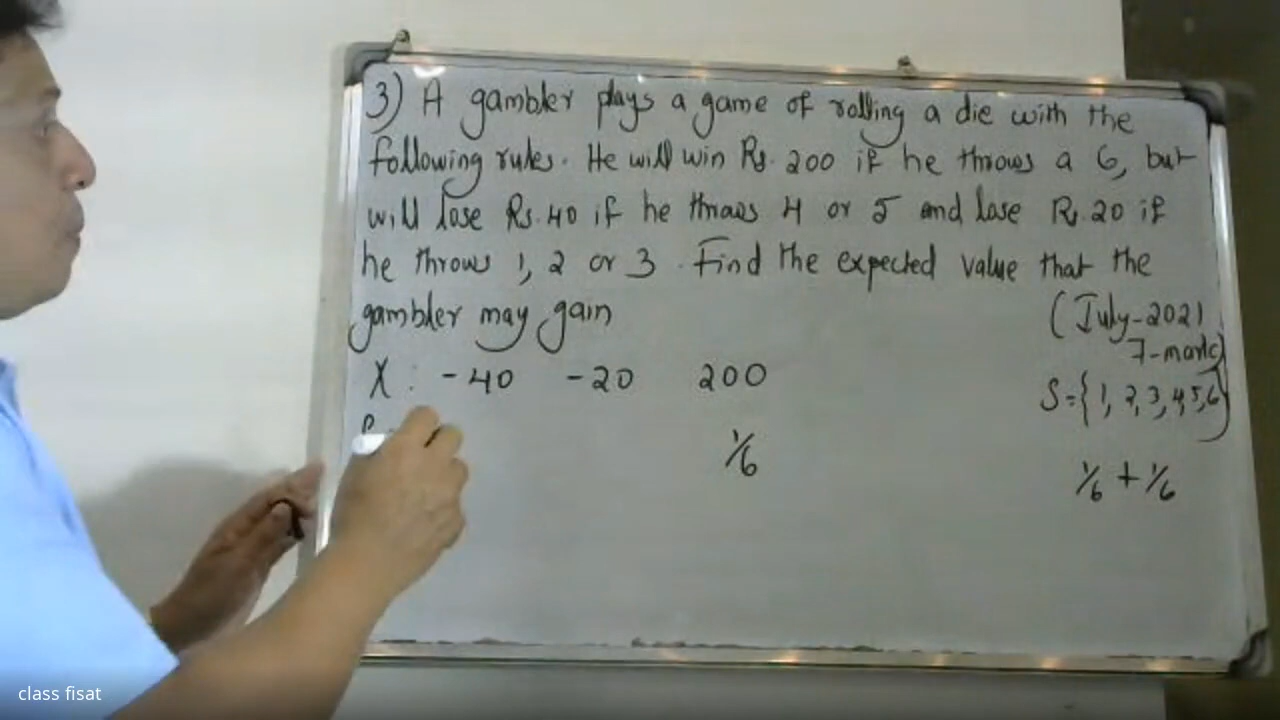 3) A gambler plays a game of rolling a die with the
following rules. He will win Rs. 200 if he throws a 6, but
will lose Rs. 40 if he throws 4 or 5 and lose Rs. 20 if
he throws 1, 2 or 3. Find the expected value that the
gambler may gain
(July-2021
7-mark)
X : -40 -20 200
S={1, 2, 3, 4, 5, 6}
1/6
1/6 + 1/6
class fisat